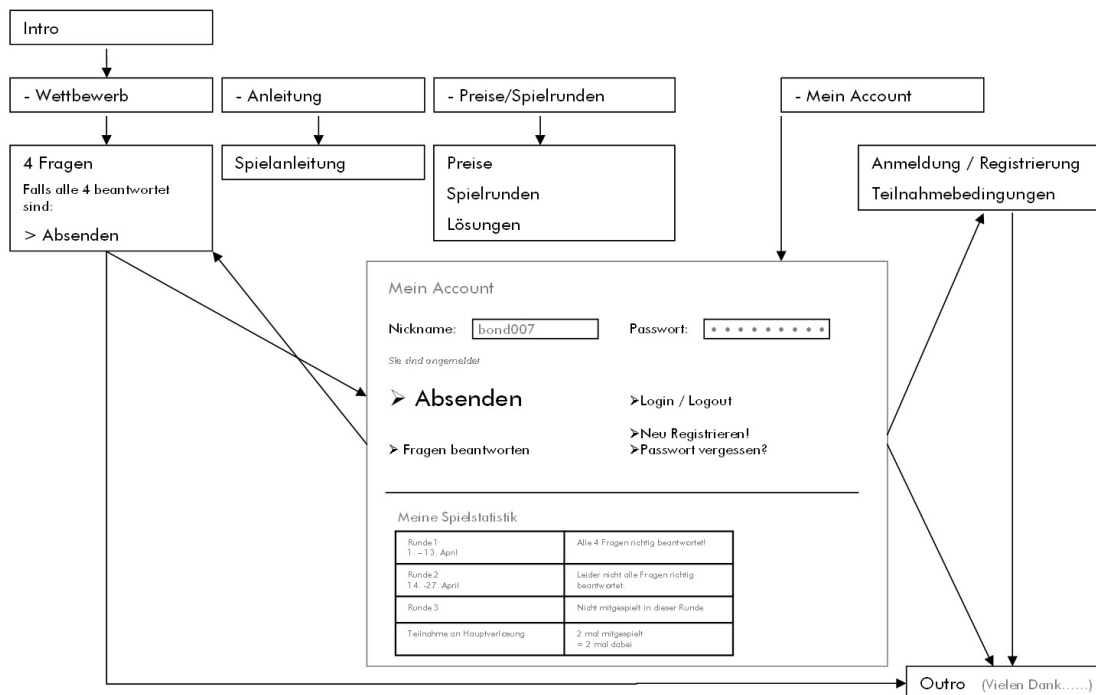 Intro
- Wettbewerb
- Anleitung
- Preise/Spielrunden
- Mein Account
4 Fragen
Falls alle 4 beantwortet
sind:
> Absenden
Spielanleitung
Preise
Spielrunden
Lösungen
Anmeldung / Registrierung
Teilnahmebedingungen
Mein Account
Nickname: bond007
Passwort:
Sie sind angemeldet
➢ Absenden
➢ Fragen beantworten
➢Login / Logout
➢Neu Registrieren!
➢Passwort vergessen?
Meine Spielstatistik
Runde 1
1. – 13. April
Alle 4 Fragen richtig beantwortet!
Runde 2
14. -27. April
Leider nicht alle Fragen richtig
beantwortet.
Runde 3
Nicht mitgespielt in dieser Runde
Teilnahme an Hauptverlosung
2 mal mitgespielt
= 2 mal dabei
Outro (Vielen Dank......)